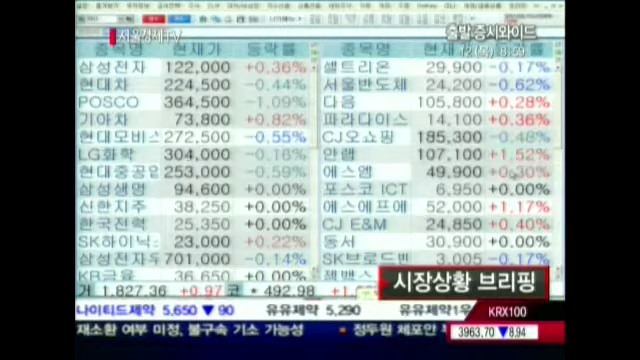 서울경제TV
출발 증시와이드
8:59
종목명 현재가 등락률 종목명 현재가 등락률
삼성전자 122,000 +0.36% 셀트리온 29,900 -0.17%
현대차 224,500 -0.44% 서울반도체 24,200 -0.62%
POSCO 364,500 -1.09% 다음 105,800 +0.28%
기아차 73,800 +0.82% 파라다이스 14,100 +0.36%
현대모비스 272,500 -0.55% CJ오쇼핑 185,300 -0.48%
LG화학 304,000 -0.16% 안랩 107,100 +1.52%
현대중공업 253,000 -0.59% 에스엠 49,900 +0.30%
삼성생명 94,600 +0.00% 포스코 ICT 6,950 +0.00%
신한지주 38,250 +0.00% 에스에프에 52,000 +1.17%
한국전력 25,350 +0.00% CJ E&M 24,850 +0.40%
SK하이닉 23,000 +0.22% 동서 30,900 +0.00%
삼성전자우 701,000 -0.14% SK브로드밴 3,005 -0.17%
KB금융 36,650 +0.00% 젬백스
거 1,827.36 +0.97 코 * 492.98 +1
시장상황 브리핑
나이티드제약 5,650 ▼90 유유제약 5,290 유유제약1우
KRX100
재소환 여부 미정, 불구속 기소 가능성 • 정두원 체포안
3963.70 ▼8.94